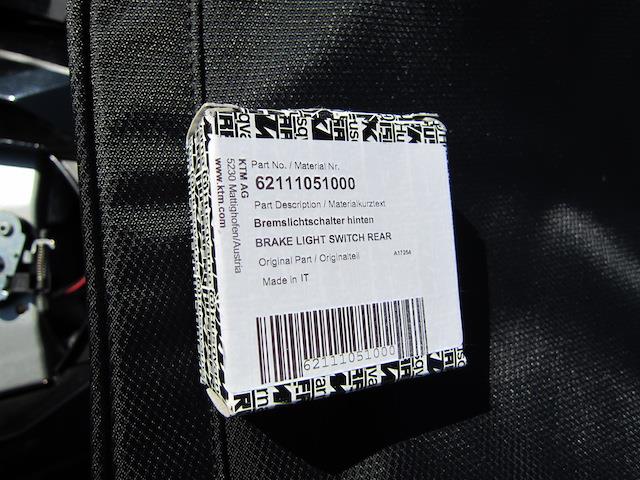 Part No. / Material Nr.
62111051000
Part Description / Materialkurztext
Bremslichtschalter hinten
BRAKE LIGHT SWITCH REAR
Original Part / Originalteil
A1725A
Made in IT
62111051000
KTM AG
5230 Mattighofen/Austria
www.ktm.com